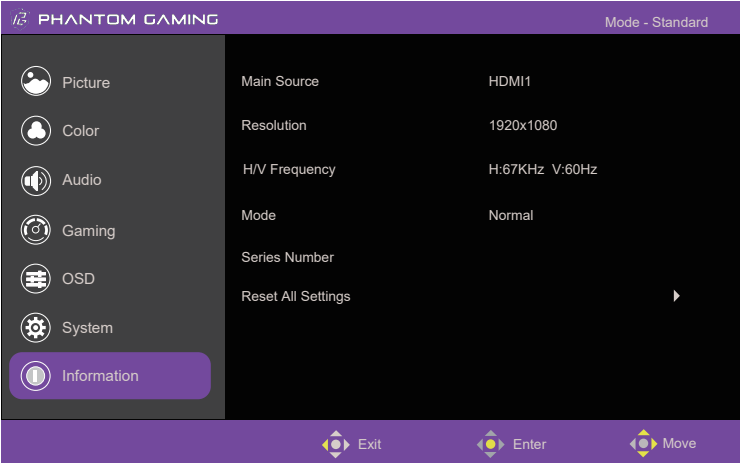 PHANTOM GAMING
Mode - Standard
Picture
Color
Audio
Gaming
OSD
System
Information
Main Source HDMI1
Resolution 1920x1080
H/V Frequency H:67KHz V:60Hz
Mode Normal
Series Number
Reset All Settings
Exit Enter Move